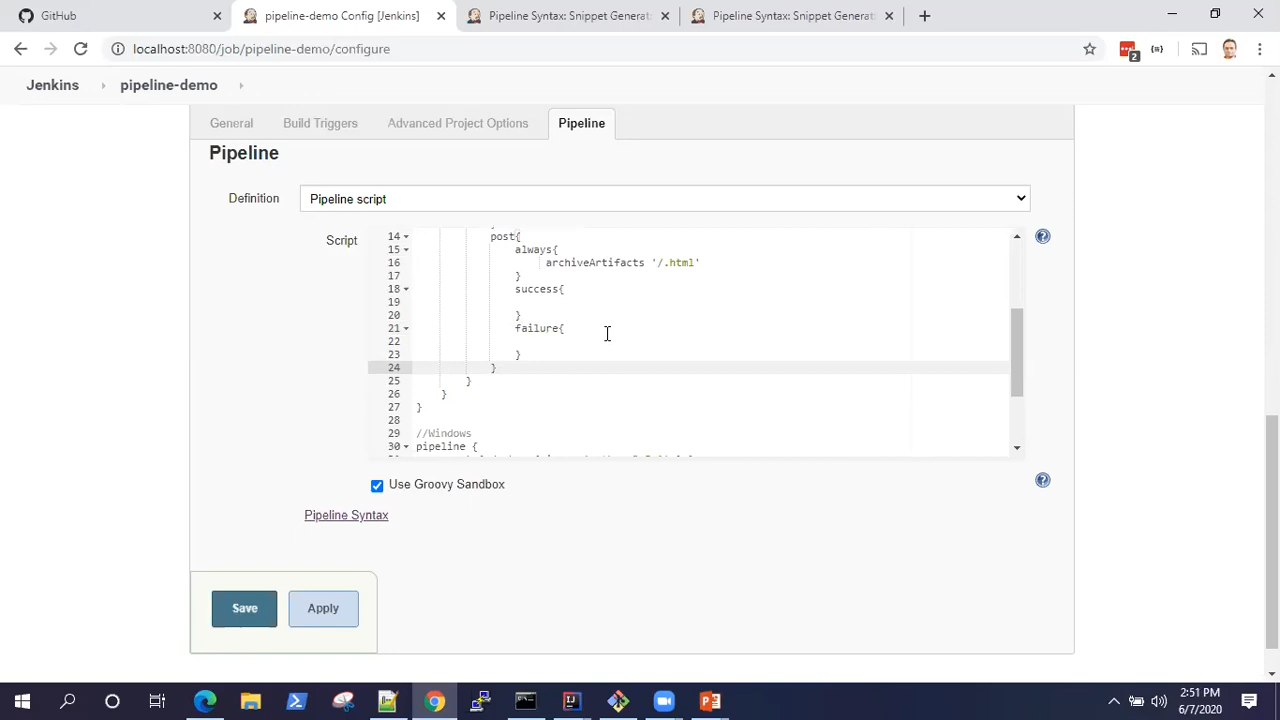 GitHub
pipeline-demo Config [Jenkins]
Pipeline Syntax: Snippet Generat
Pipeline Syntax: Snippet Generat
localhost:8080/job/pipeline-demo/configure
2
Jenkins
pipeline-demo
General
Build Triggers
Advanced Project Options
Pipeline
Pipeline
Definition
Pipeline script
Script
14 post{
15 always{
16 archiveArtifacts '/.html'
17 }
18 success{
19
20 }
21 failure{
22
23 }
24 }
25 }
26 }
27 }
28
29 //Windows
30 pipeline {
Use Groovy Sandbox
Pipeline Syntax
Save
Apply
2:51 PM
6/7/2020